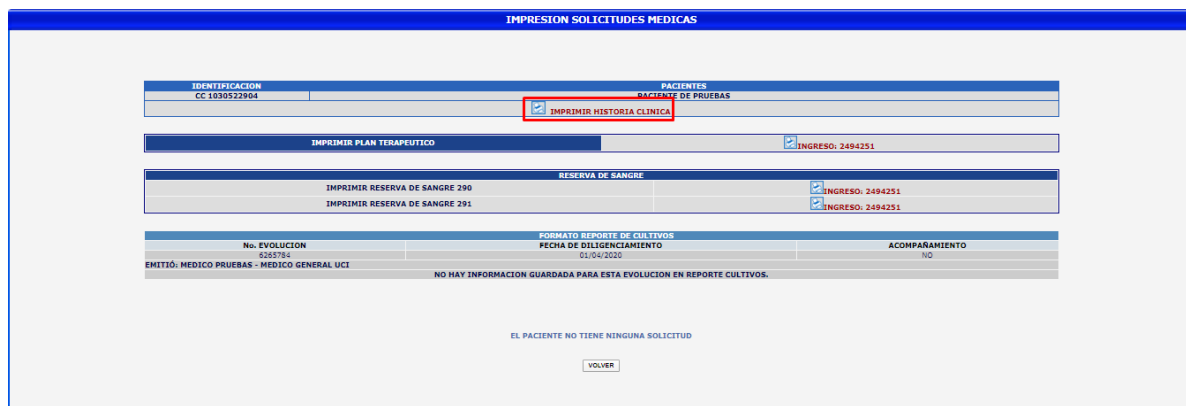 IMPRESION SOLICITUDES MEDICAS
IDENTIFICACION PACIENTES
CC 1030522904 PACIENTE DE PRUEBAS
IMPRIMIR HISTORIA CLINICA
IMPRIMIR PLAN TERAPEUTICO INGRESO: 2494251
RESERVA DE SANGRE
IMPRIMIR RESERVA DE SANGRE 290 INGRESO: 2494251
IMPRIMIR RESERVA DE SANGRE 291 INGRESO: 2494251
FORMATO REPORTE DE CULTIVOS
No. EVOLUCION FECHA DE DILIGENCIAMIENTO ACOMPAÑAMIENTO
6265784 01/04/2020 NO
EMITIÓ: MEDICO PRUEBAS - MEDICO GENERAL UCI
NO HAY INFORMACION GUARDADA PARA ESTA EVOLUCION EN REPORTE CULTIVOS.
EL PACIENTE NO TIENE NINGUNA SOLICITUD
VOLVER